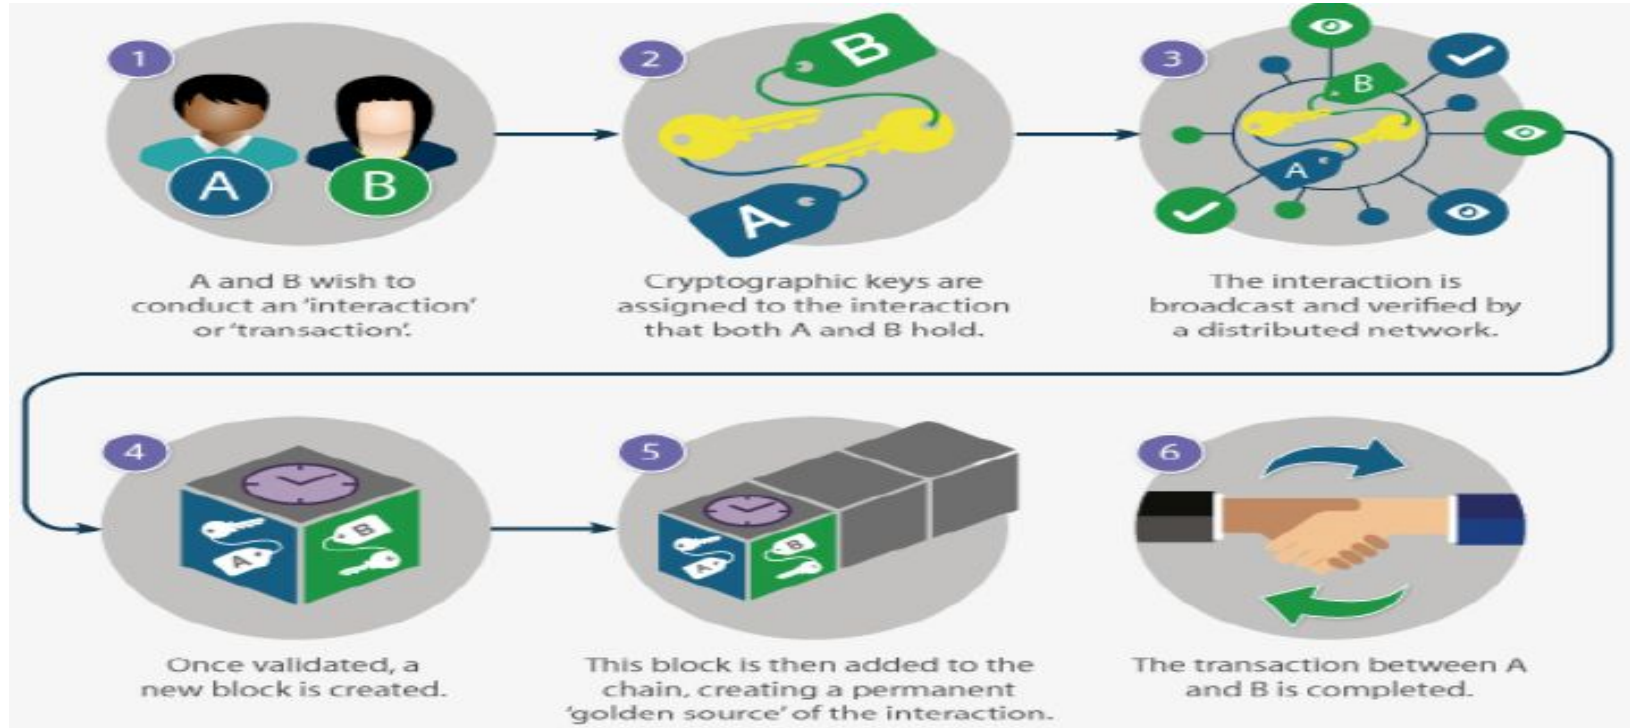 1
A B
A and B wish to
conduct an 'interaction'
or 'transaction'.
2
B
A
Cryptographic keys are
assigned to the interaction
that both A and B hold.
3
B
A
The interaction is
broadcast and verified by
a distributed network.
4
A B
Once validated, a
new block is created.
5
A B
This block is then added to the
chain, creating a permanent
'golden source' of the interaction.
6
The transaction between A
and B is completed.